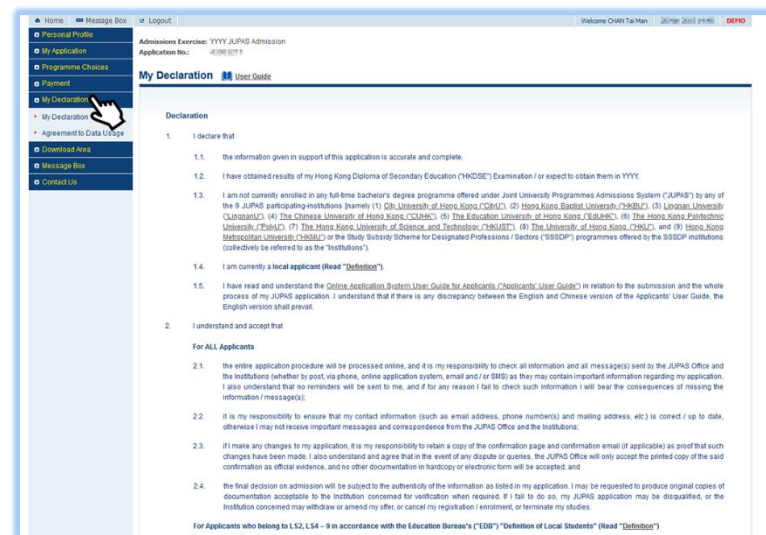 Home Message Box Logout Welcome CHAN Tai Man DEMO
Personal Profile
My Application
Programme Choices
Payment
My Declaration
My Declaration
Agreement to Data Usage
Download Area
Message Box
Contact Us
Admissions Exercise: YYYY JUPAS Admission
Application No.:
My Declaration User Guide
Declaration
1. I declare that
1.1. the information given in support of this application is accurate and complete.
1.2. I have obtained results of my Hong Kong Diploma of Secondary Education ("HKDSE") Examination / or expect to obtain them in YYYY.
1.3. I am not currently enrolled in any full-time bachelor's degree programme offered under Joint University Programmes Admissions System ("JUPAS") by any of
the 9 JUPAS participating-institutions [namely (1) City University of Hong Kong ("CityU"), (2) Hong Kong Baptist University ("HKBU"), (3) Lingnan University
("LingnanU"), (4) The Chinese University of Hong Kong ("CUHK"), (5) The Education University of Hong Kong ("EdUHK"), (6) The Hong Kong Polytechnic
University ("PolyU"), (7) The Hong Kong University of Science and Technology ("HKUST"), (8) The University of Hong Kong ("HKU"), and (9) Hong Kong
Metropolitan University ("HKMU") or the Study Subsidy Scheme for Designated Professions / Sectors ("SSSDP") programmes offered by the SSSDP institutions
(collectively be referred to as the "Institutions").
1.4. I am currently a local applicant (Read "Definition").
1.5. I have read and understand the Online Application System User Guide for Applicants ("Applicants' User Guide") in relation to the submission and the whole
process of my JUPAS application. I understand that if there is any discrepancy between the English and Chinese version of the Applicants' User Guide, the
English version shall prevail.
2. I understand and accept that
For ALL Applicants
2.1. the entire application procedure will be processed online, and it is my responsibility to check all information and all message(s) sent by the JUPAS Office and
the Institutions (whether by post, via phone, online application system, email and / or SMS) as they may contain important information regarding my application.
I also understand that no reminders will be sent to me, and if for any reason I fail to check such information I will bear the consequences of missing the
information / message(s);
2.2. it is my responsibility to ensure that my contact information (such as email address, phone number(s) and mailing address, etc.) is correct / up to date,
otherwise I may not receive important messages and correspondence from the JUPAS Office and the Institutions;
2.3. if I make any changes to my application, it is my responsibility to retain a copy of the confirmation page and confirmation email (if applicable) as proof that such
changes have been made. I also understand and agree that in the event of any dispute or queries, the JUPAS Office will only accept the printed copy of the said
confirmation as official evidence, and no other documentation in hardcopy or electronic form will be accepted; and
2.4. the final decision on admission will be subject to the authenticity of the information as listed in my application. I may be requested to produce original copies of
documentation acceptable to the Institution concerned for verification when required. If I fail to do so, my JUPAS application may be disqualified, or the
Institution concerned may withdraw or amend my offer, or cancel my registration / enrolment, or terminate my studies.
For Applicants who belong to LS2, LS4 – 9 in accordance with the Education Bureau's ("EDB") "Definition of Local Students" (Read "Definition")